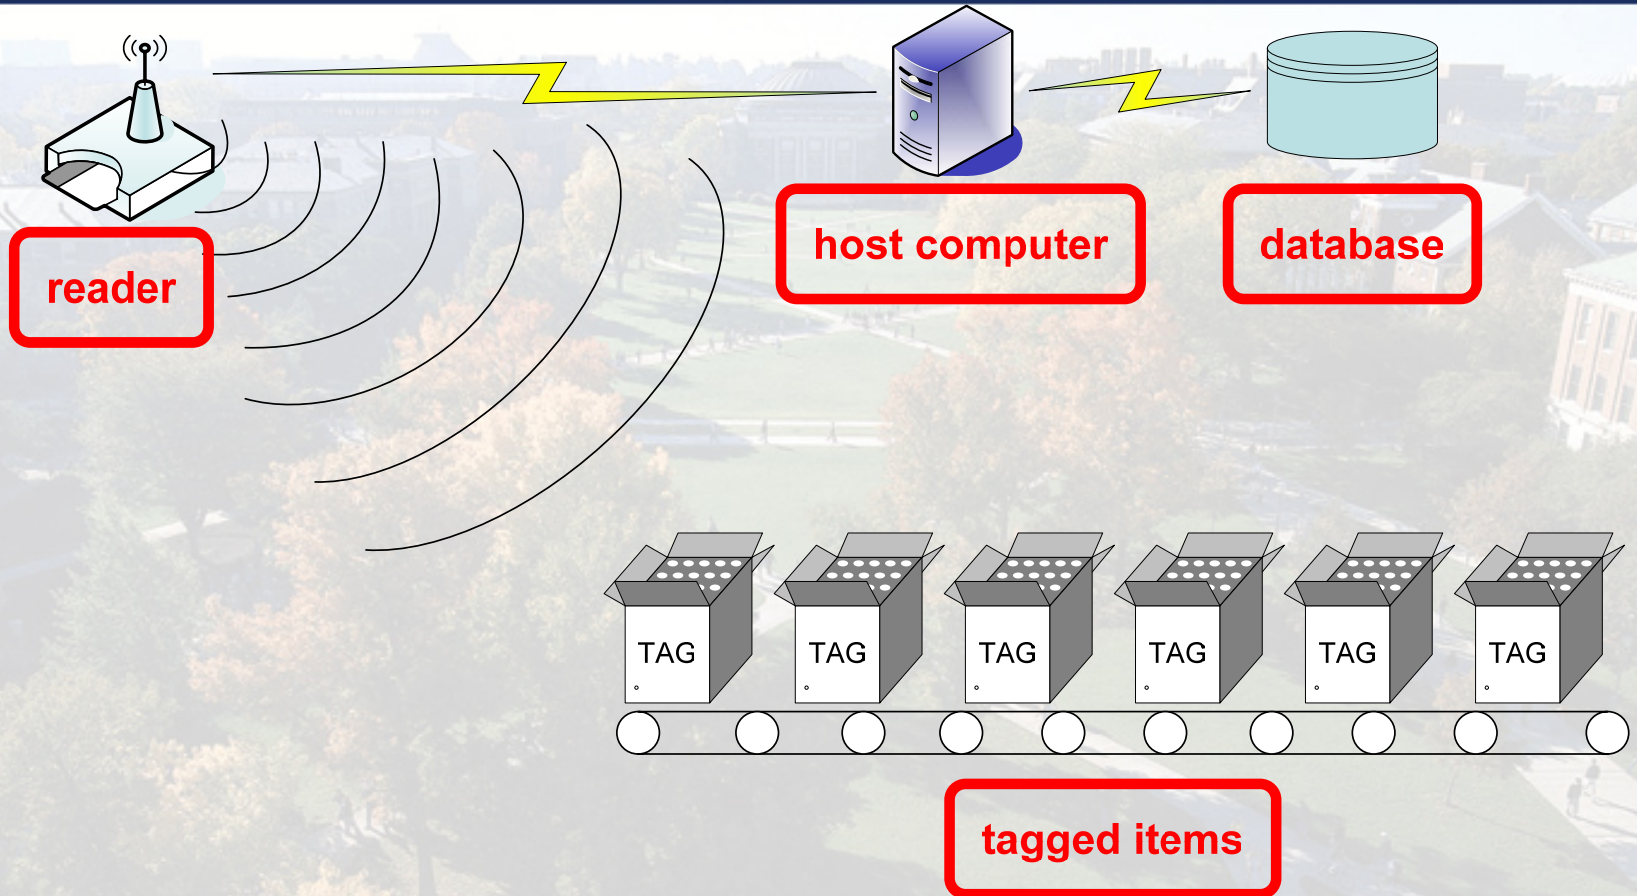 host computer
database
reader
TAG TAG TAG TAG TAG TAG
tagged items